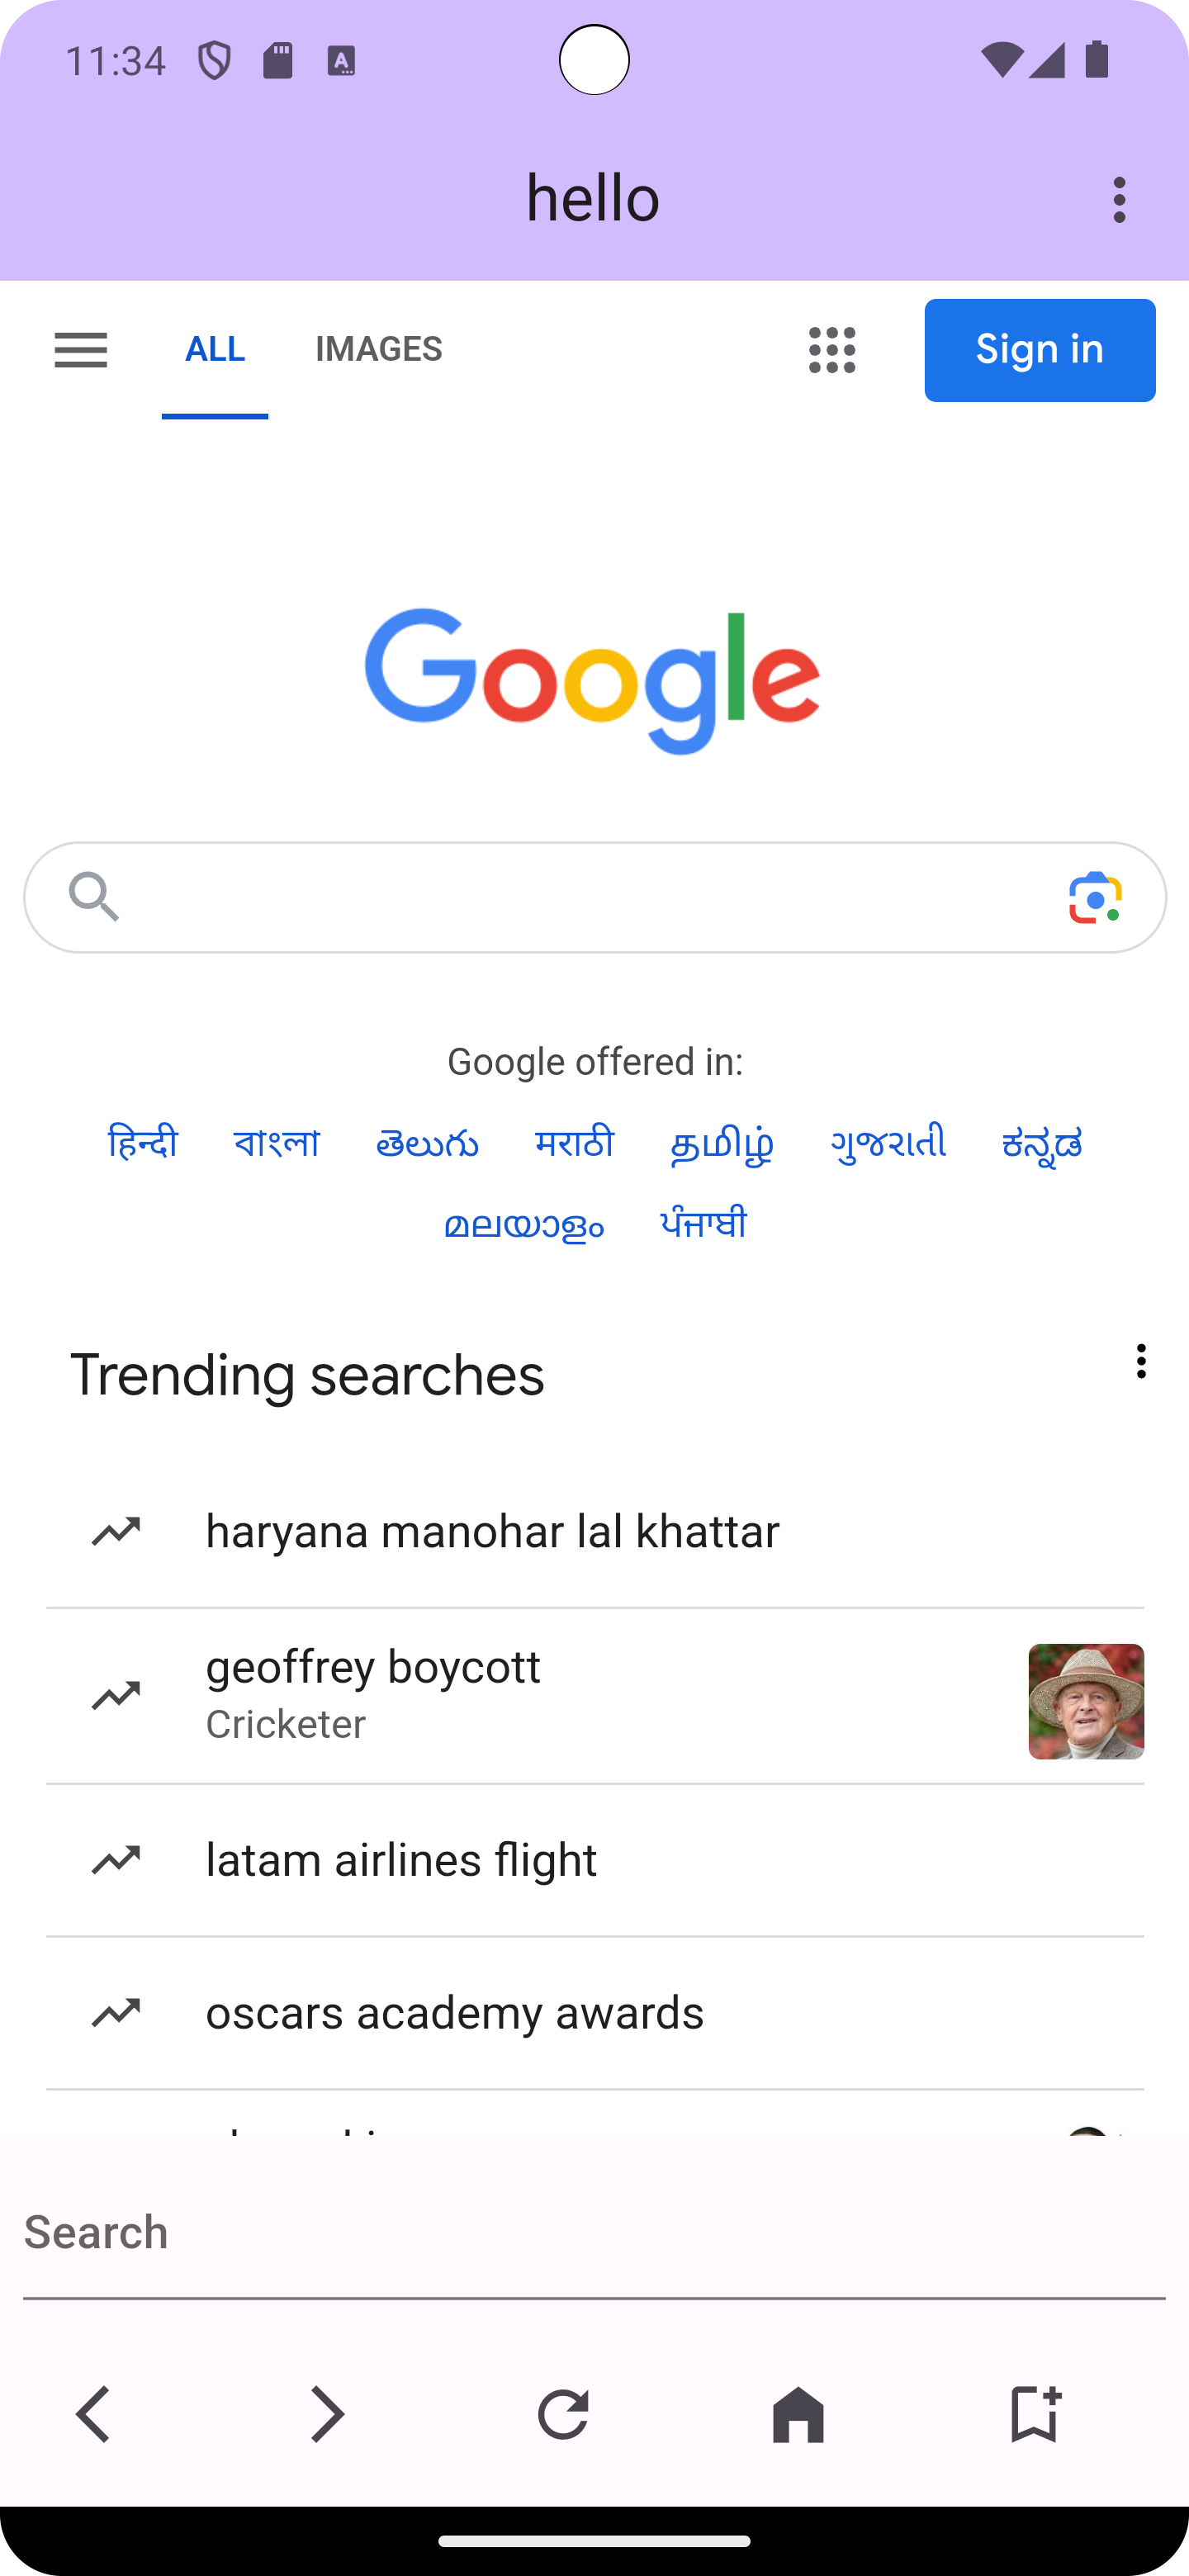 11:34
hello
ALL IMAGES Sign in
Google
Google offered in:
हिन्दी বাংলা తెలుగు मराठी தமிழ் ગુજરાતી ಕನ್ನಡ
മലയാളം ਪੰਜਾਬੀ
Trending searches
haryana manohar lal khattar
geoffrey boycott
Cricketer
latam airlines flight
oscars academy awards
Search